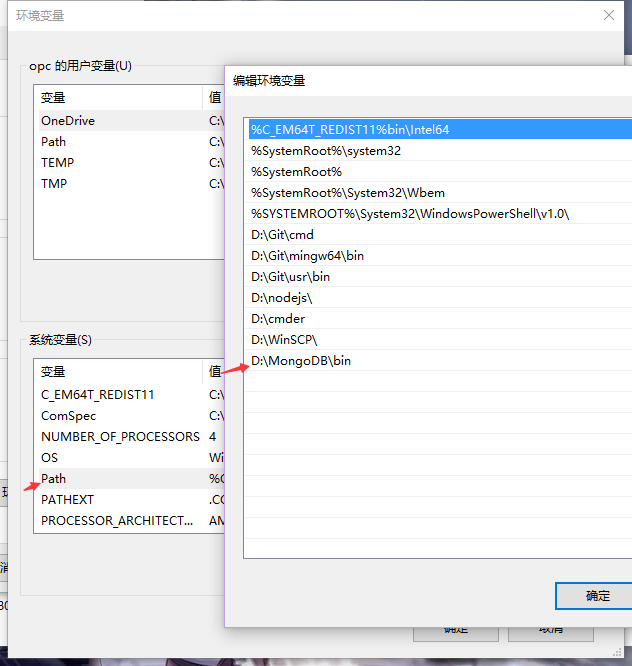 环境变量
opc 的用户变量(U)
变量
值
OneDrive
C:\
Path
C:\
TEMP
C:\
TMP
C:\
系统变量(S)
变量
值
C_EM64T_REDIST11
C:\
ComSpec
C:\
NUMBER_OF_PROCESSORS
4
OS
Wi
Path
%C
PATHEXT
.CO
PROCESSOR_ARCHITECT...
AM
编辑环境变量
%C_EM64T_REDIST11%bin\Intel64
%SystemRoot%\system32
%SystemRoot%
%SystemRoot%\System32\Wbem
%SYSTEMROOT%\System32\WindowsPowerShell\v1.0\
D:\Git\cmd
D:\Git\mingw64\bin
D:\Git\usr\bin
D:\nodejs\
D:\cmder
D:\WinSCP\
D:\MongoDB\bin
确定
确定
取消